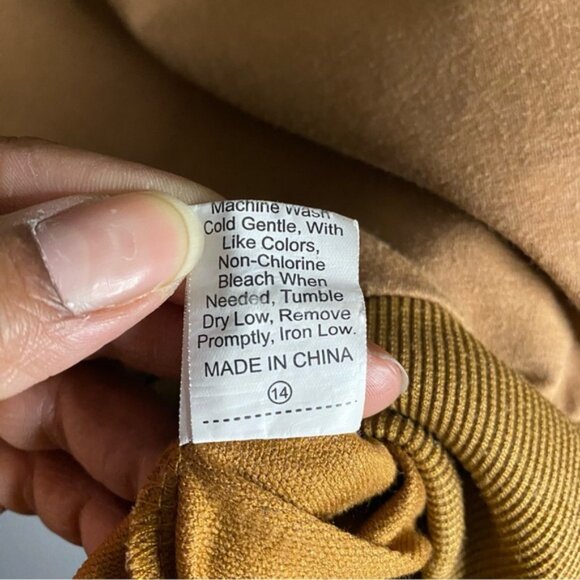 Machine Wash
Cold Gentle, With
Like Colors,
Non-Chlorine
Bleach When
Needed, Tumble
Dry Low, Remove
Promptly, Iron Low.
MADE IN CHINA
14